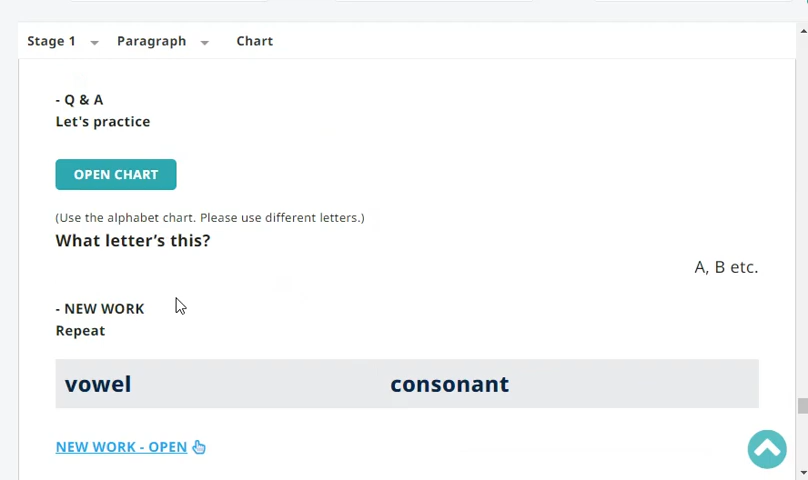 Stage 1 Paragraph Chart
- Q & A
Let's practice
OPEN CHART
(Use the alphabet chart. Please use different letters.)
What letter’s this?
A, B etc.
- NEW WORK
Repeat
vowel consonant
NEW WORK - OPEN